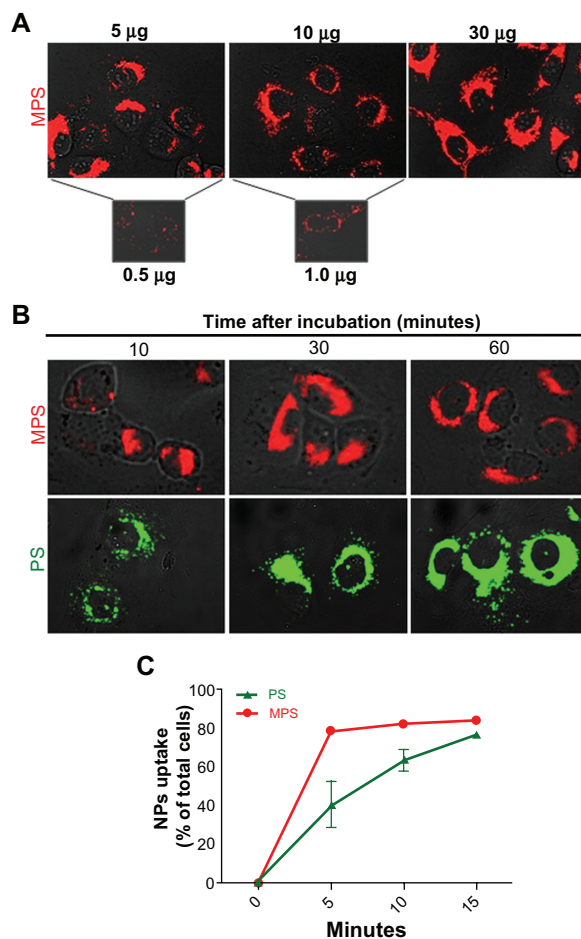 A
5 μg 10 μg 30 μg
MPS
0.5 μg 1.0 μg
B
Time after incubation (minutes)
10 30 60
MPS
PS
C
100
80
60
40
20
0
PS
MPS
NPs uptake
(% of total cells)
0 5 10 15
Minutes